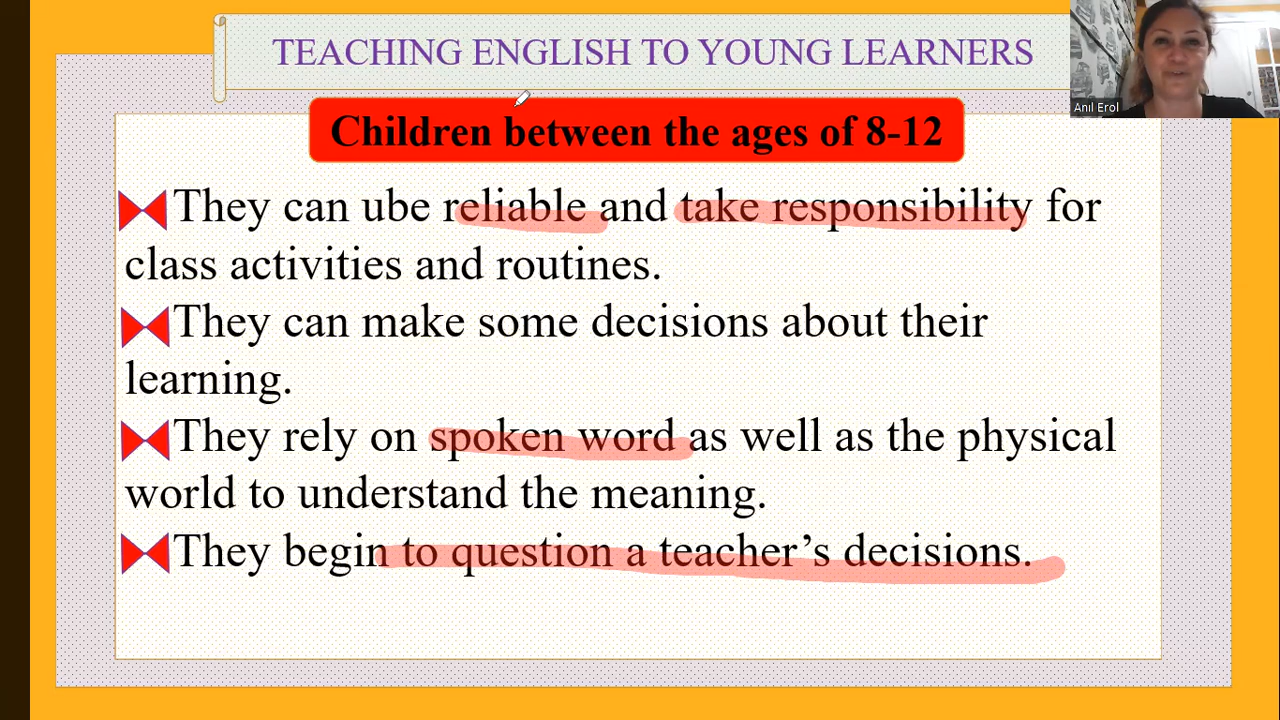 TEACHING ENGLISH TO YOUNG LEARNERS
Anıl Erol
Children between the ages of 8-12
They can ube reliable and take responsibility for
class activities and routines.
They can make some decisions about their
learning.
They rely on spoken word as well as the physical
world to understand the meaning.
They begin to question a teacher’s decisions.